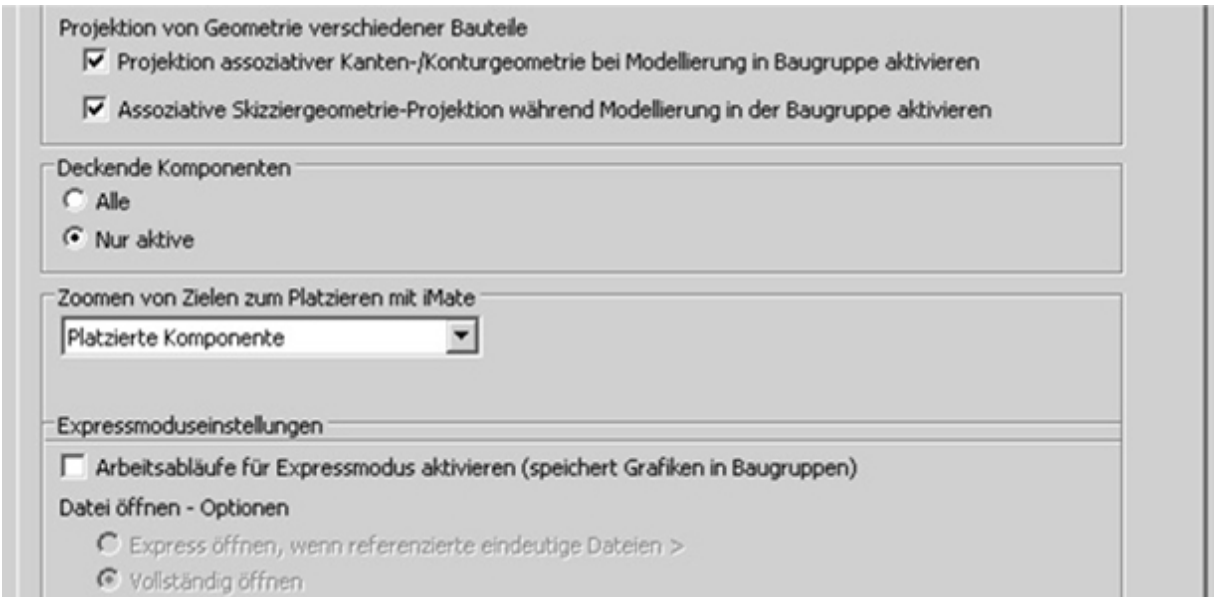 Projektion von Geometrie verschiedener Bauteile
Projektion assoziativer Kanten-/Konturgeometrie bei Modellierung in Baugruppe aktivieren
Assoziative Skizziergeometrie-Projektion während Modellierung in der Baugruppe aktivieren
Deckende Komponenten
Alle
Nur aktive
Zoomen von Zielen zum Platzieren mit iMate
Platzierte Komponente
Expressmoduseinstellungen
Arbeitsabläufe für Expressmodus aktivieren (speichert Grafiken in Baugruppen)
Datei öffnen - Optionen
Express öffnen, wenn referenzierte eindeutige Dateien >
Vollständig öffnen